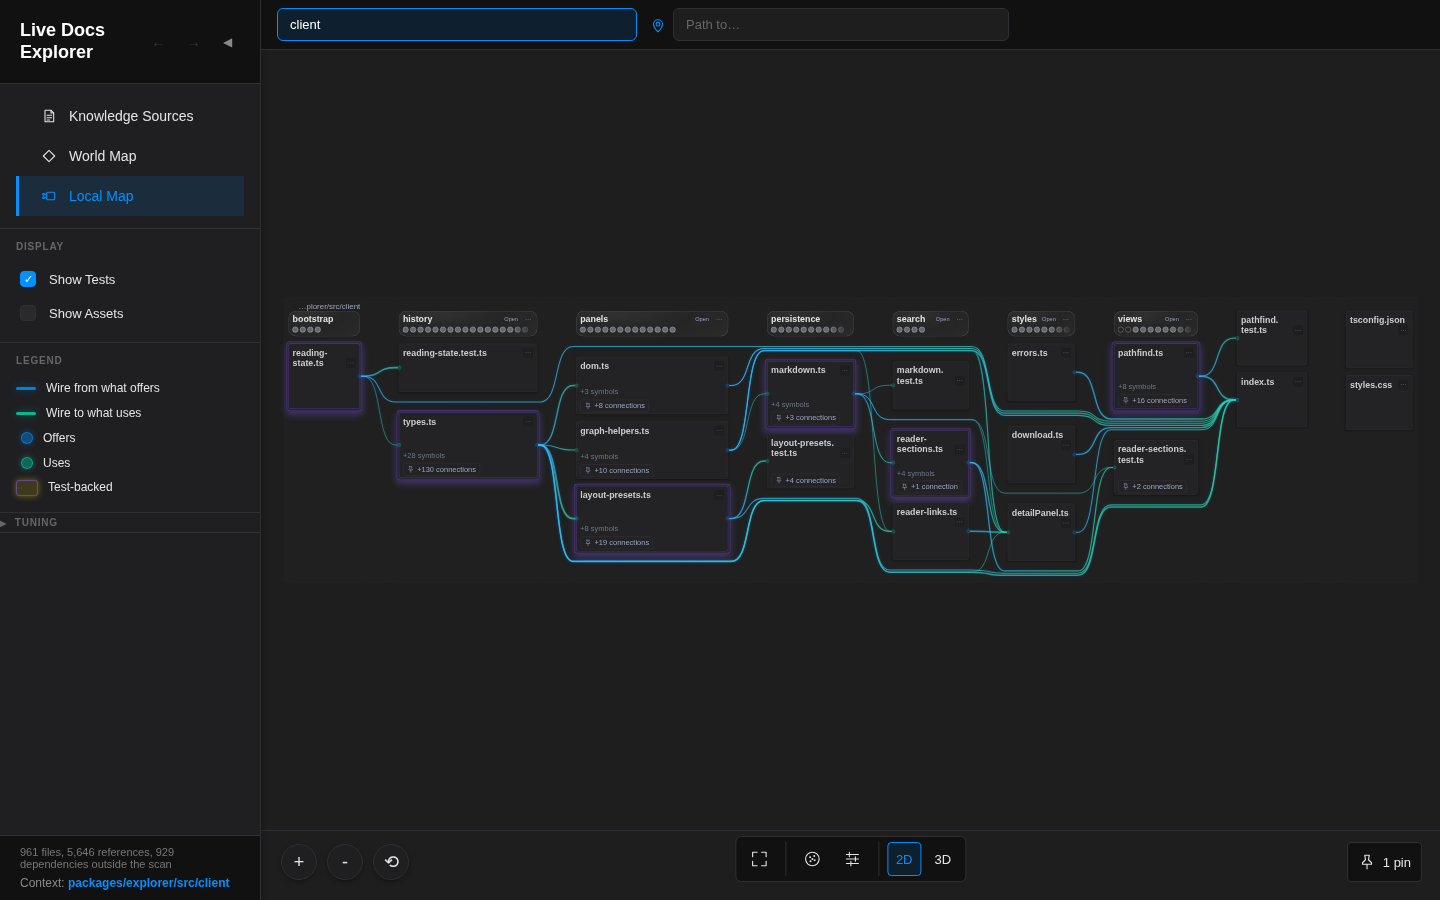 Live Docs
Explorer
← → ◀
client
Path to…
Knowledge Sources
World Map
Local Map
DISPLAY
Show Tests
Show Assets
LEGEND
Wire from what offers
Wire to what uses
Offers
Uses
Test-backed
TUNING
961 files, 5,646 references, 929
dependencies outside the scan
Context: packages/explorer/src/client
…plorer/src/client
bootstrap
reading-
state.ts
history Open
reading-state.test.ts
types.ts
+28 symbols
+130 connections
panels Open
dom.ts
+3 symbols
+8 connections
graph-helpers.ts
+4 symbols
+10 connections
layout-presets.ts
+8 symbols
+19 connections
persistence
markdown.ts
+4 symbols
+3 connections
layout-presets.
test.ts
+4 connections
search Open
markdown.
test.ts
reader-
sections.ts
+4 symbols
+1 connection
reader-links.ts
styles Open
errors.ts
download.ts
detailPanel.ts
views Open
pathfind.ts
+8 symbols
+16 connections
reader-sections.
test.ts
+2 connections
pathfind.
test.ts
index.ts
tsconfig.json
styles.css
+ - ⟲
2D 3D
1 pin